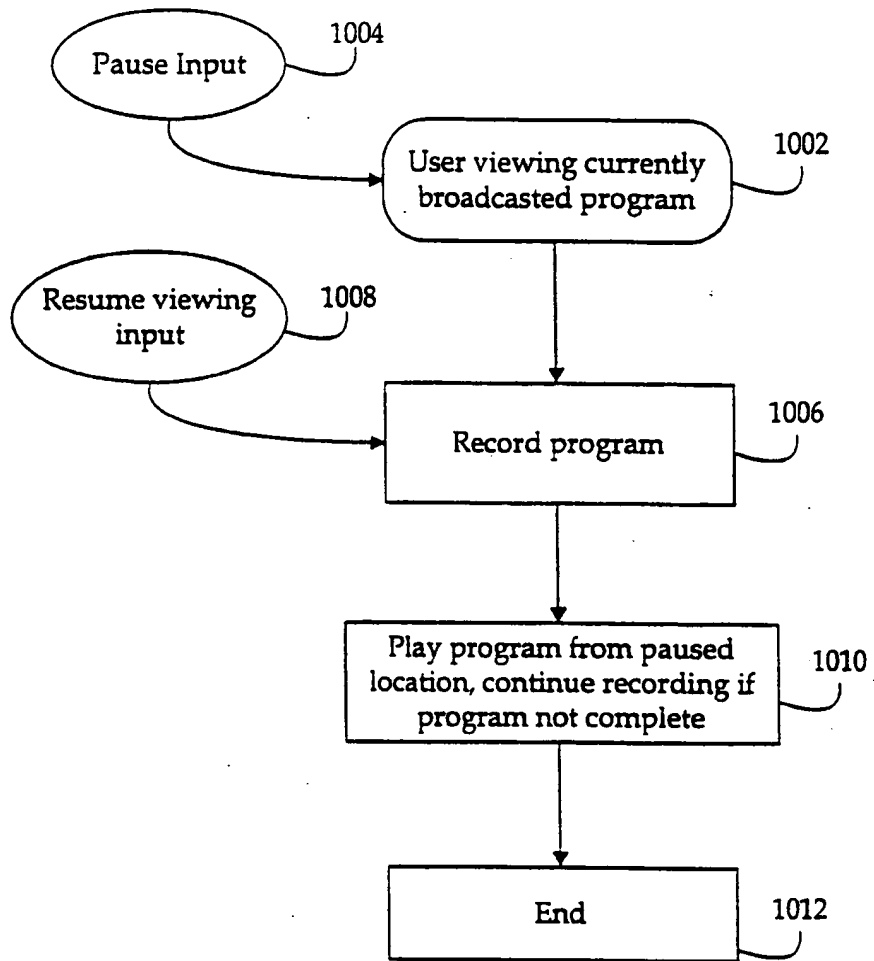 1004
Pause Input
1002
User viewing currently
broadcasted program
1008
Resume viewing
input
1006
Record program
1010
Play program from paused
location, continue recording if
program not complete
1012
End